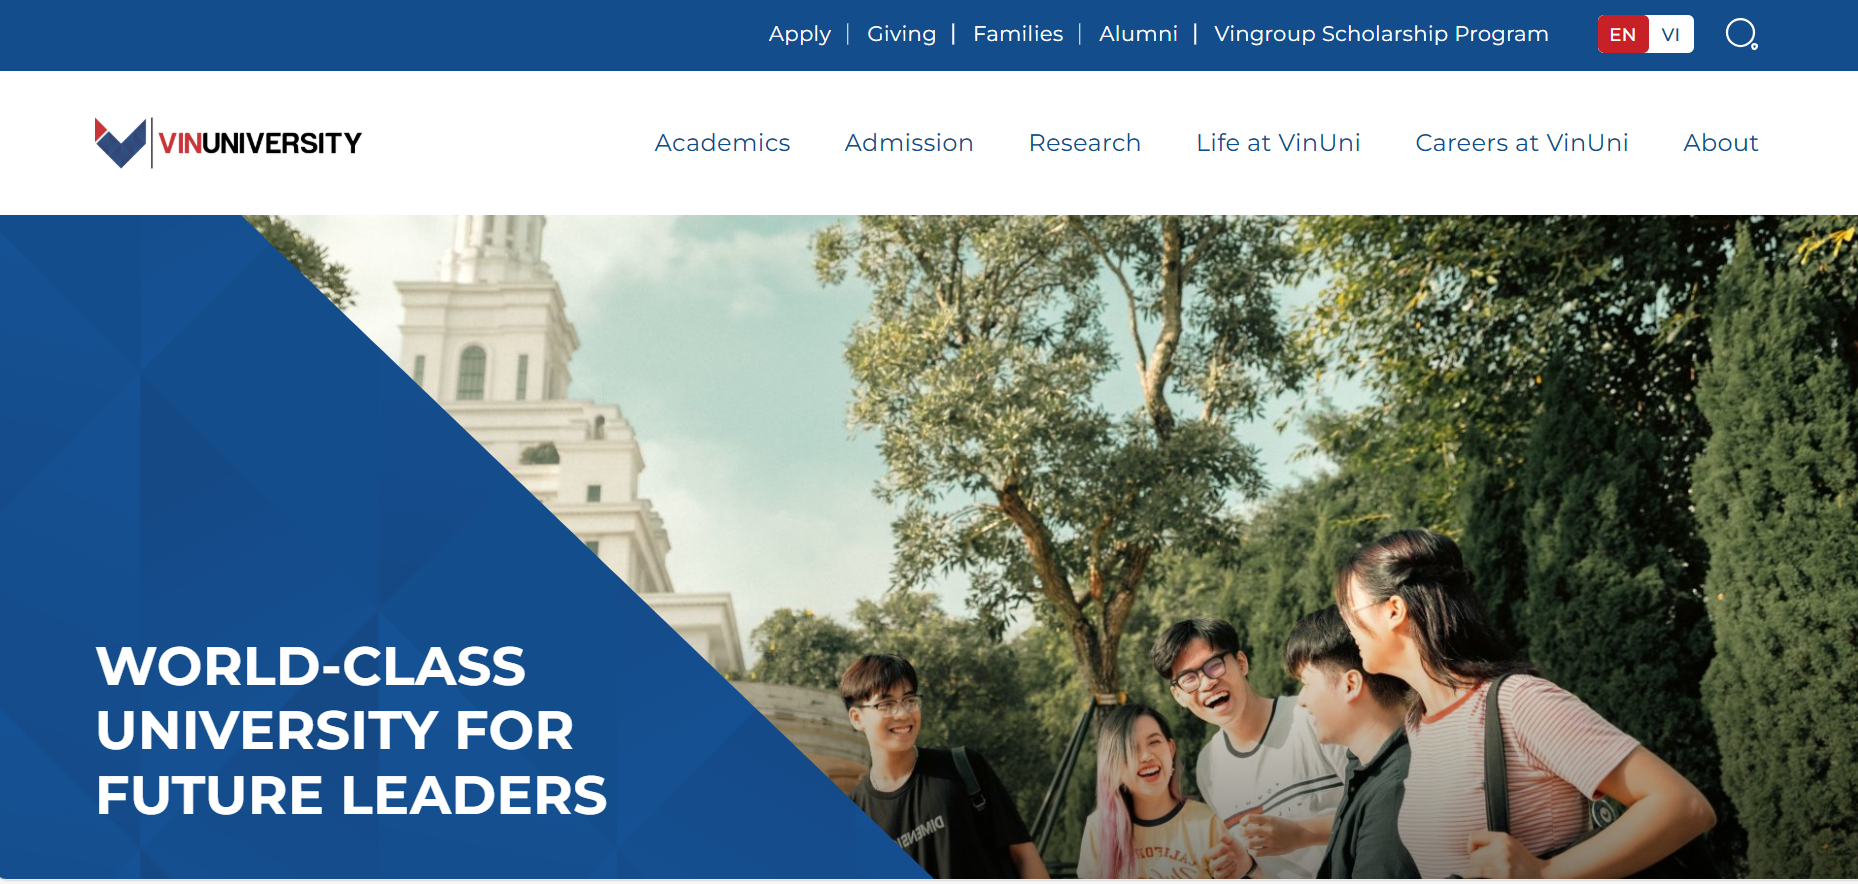 Apply | Giving | Families | Alumni | Vingroup Scholarship Program EN VI
VINUNIVERSITY
Academics Admission Research Life at VinUni Careers at VinUni About
WORLD-CLASS
UNIVERSITY FOR
FUTURE LEADERS